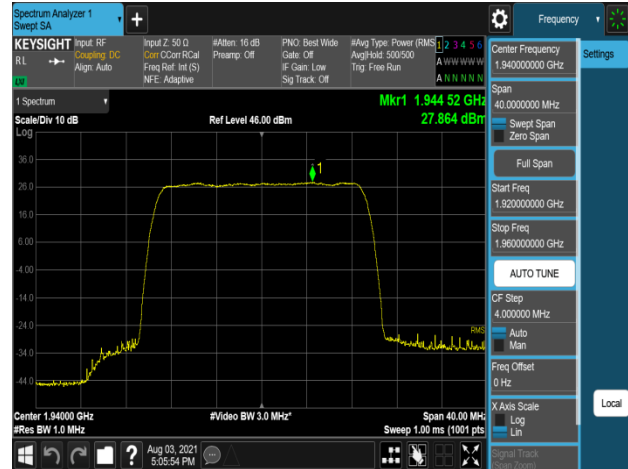 Spectrum Analyzer 1
Swept SA
+
Frequency
KEYSIGHT
RL
LW
Input: RF
Coupling: DC
Align: Auto
Input Z: 50 Ω
Corr CCorr RCal
Freq Ref: Int (S)
NFE: Adaptive
#Atten: 16 dB
Preamp: Off
PNO: Best Wide
Gate: Off
IF Gain: Low
Sig Track: Off
#Avg Type: Power (RMS
Avg|Hold: 500/500
Trig: Free Run
1 2 3 4 5 6
A W W W W W
A N N N N N
1 Spectrum
Scale/Div 10 dB
Log
Ref Level 46.00 dBm
Mkr1 1.944 52 GHz
27.864 dBm
36.0
26.0
16.0
6.00
-4.00
-14.0
-24.0
-34.0
-44.0
1
RMS
Center 1.94000 GHz
#Res BW 1.0 MHz
#Video BW 3.0 MHz*
Span 40.00 MHz
Sweep 1.00 ms (1001 pts
?
Aug 03, 2021
5:05:54 PM
Center Frequency
1.940000000 GHz
Span
40.0000000 MHz
Swept Span
Zero Span
Full Span
Start Freq
1.920000000 GHz
Stop Freq
1.960000000 GHz
AUTO TUNE
CF Step
4.000000 MHz
Auto
Man
Freq Offset
0 Hz
X Axis Scale
Log
Lin
Signal Track
(Span Zoom)
Settings
Local